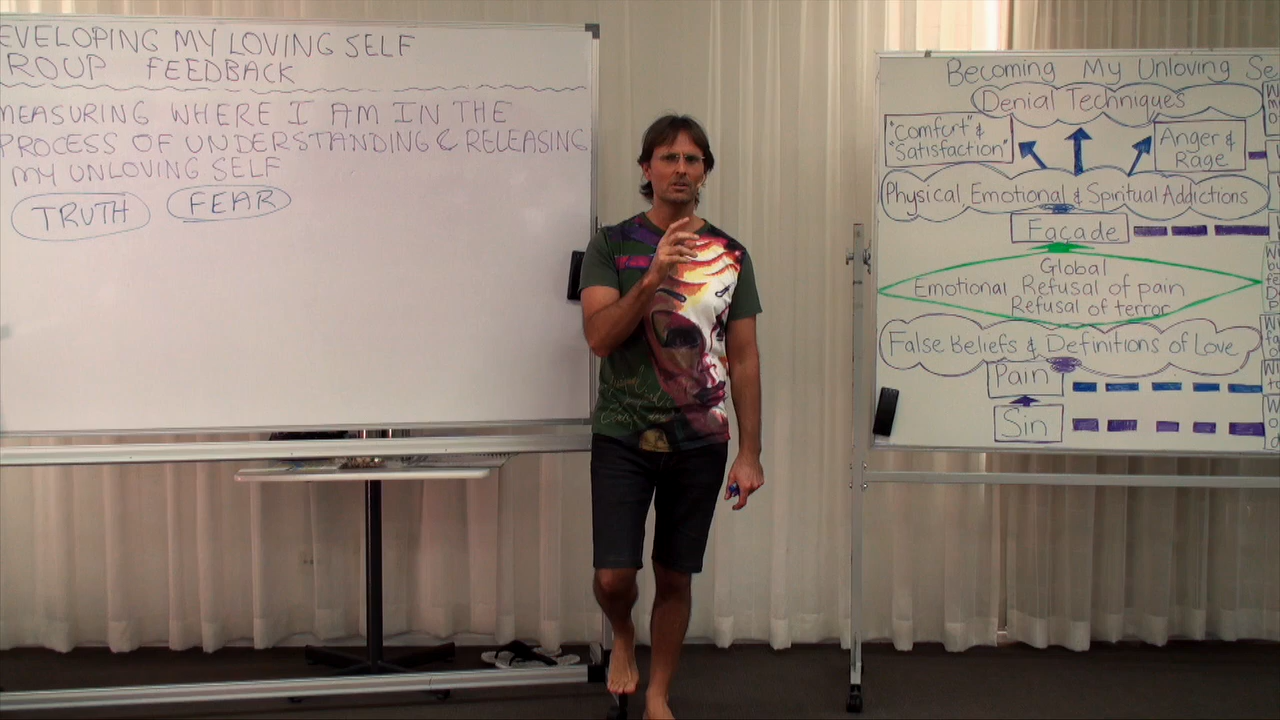 EVELOPING MY LOVING SELF
ROUP FEEDBACK
MEASURING WHERE I AM IN THE
PROCESS OF UNDERSTANDING & RELEASING
MY UNLOVING SELF
TRUTH FEAR
Becoming My Unloving Se
Denial Techniques
"Comfort" &
"Satisfaction"
Anger &
Rage
Physical, Emotional & Spiritual Addictions
Façade
Global
Emotional Refusal of pain
Refusal of terror
False Beliefs & Definitions of Love
Pain
Sin